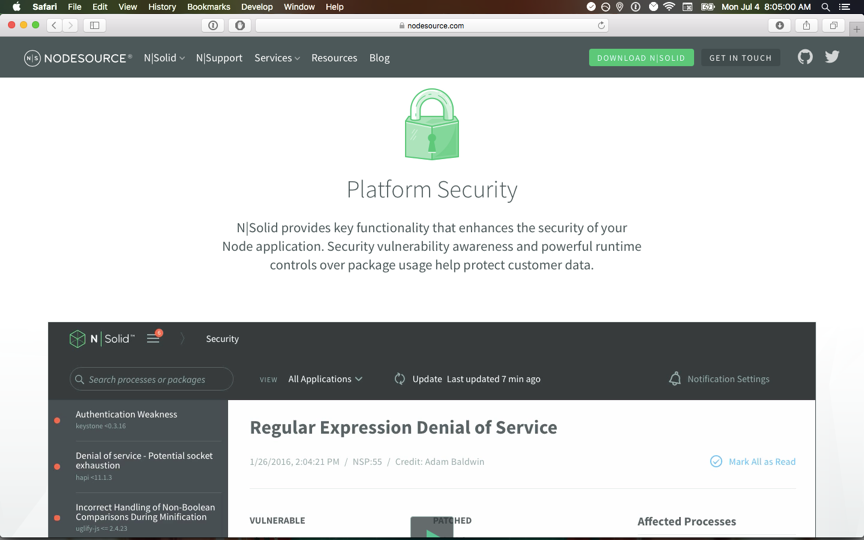 Safari File Edit View History Bookmarks Develop Window Help Mon Jul 4 8:05:00 AM
nodesource.com
N|S NODESOURCE® N|Solid N|Support Services Resources Blog DOWNLOAD N|SOLID GET IN TOUCH
Platform Security
N|Solid provides key functionality that enhances the security of your
Node application. Security vulnerability awareness and powerful runtime
controls over package usage help protect customer data.
N|Solid™ Security
Search processes or packages VIEW All Applications Update Last updated 7 min ago Notification Settings
Authentication Weakness
keystone <0.3.16
Denial of service - Potential socket
exhaustion
hapi <11.1.3
Incorrect Handling of Non-Boolean
Comparisons During Minification
uglify-js <= 2.4.23
Regular Expression Denial of Service
1/26/2016, 2:04:21 PM / NSP:55 / Credit: Adam Baldwin Mark All as Read
VULNERABLE PATCHED Affected Processes